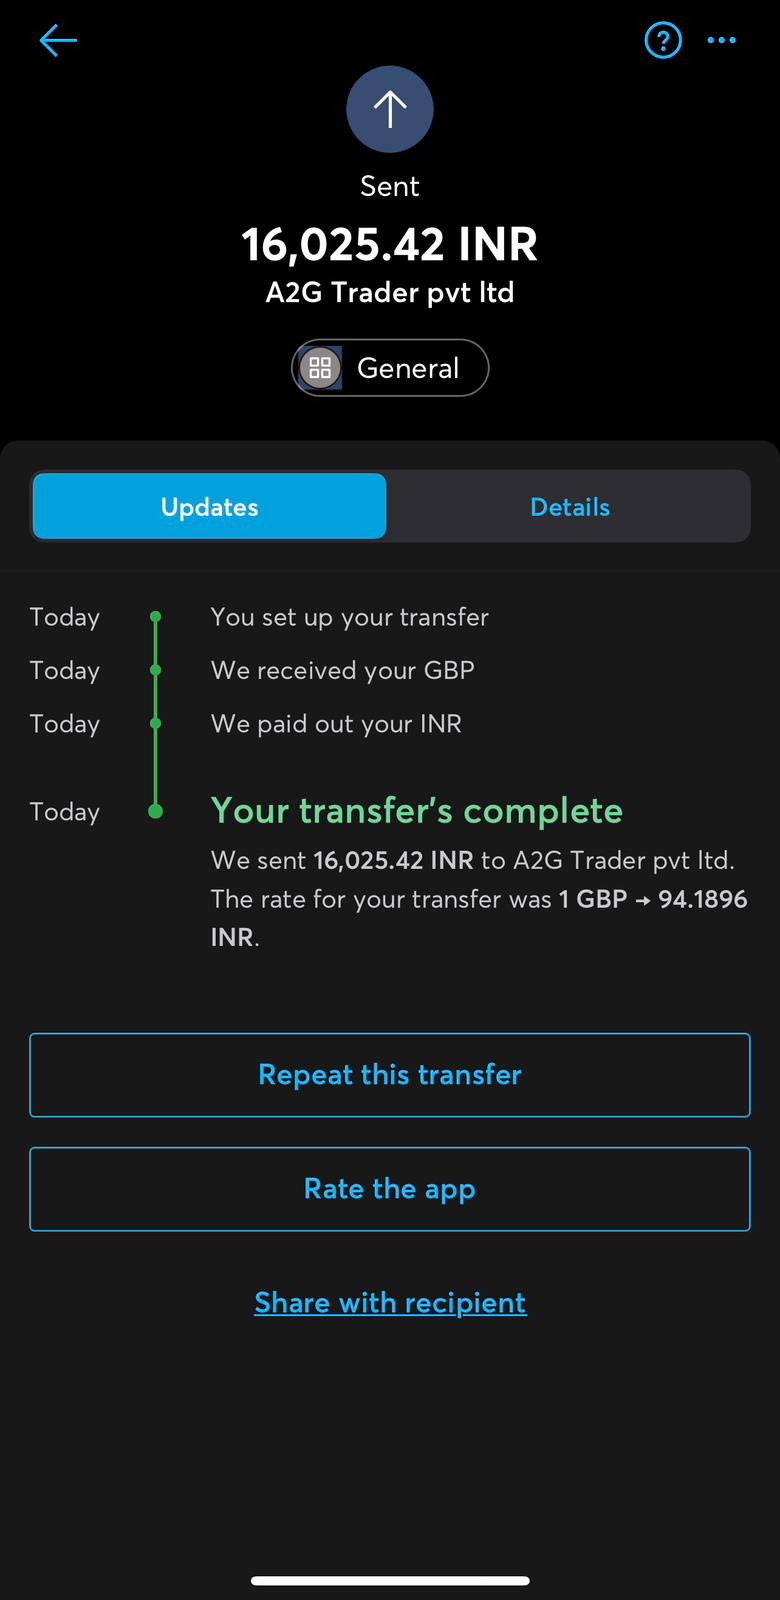 Sent
16,025.42 INR
A2G Trader pvt ltd
General
Updates Details
Today You set up your transfer
Today We received your GBP
Today We paid out your INR
Today Your transfer's complete
We sent 16,025.42 INR to A2G Trader pvt ltd.
The rate for your transfer was 1 GBP → 94.1896
INR.
Repeat this transfer
Rate the app
Share with recipient